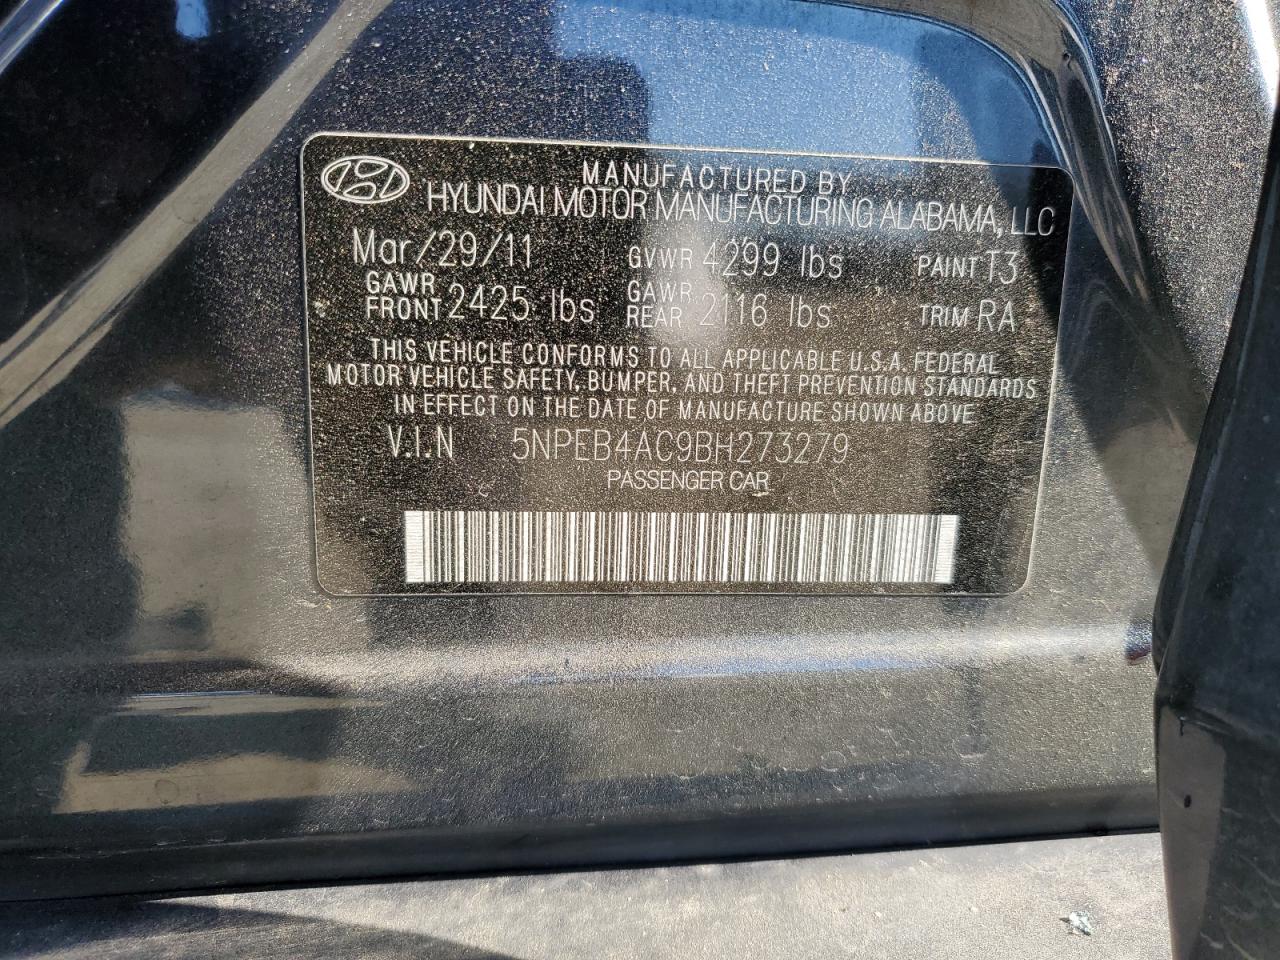 MANUFACTURED BY
HYUNDAI MOTOR MANUFACTURING ALABAMA, LLC
Mar/29/11 GVWR 4299 lbs PAINT T3
GAWR FRONT 2425 lbs GAWR REAR 2116 lbs TRIM RA
THIS VEHICLE CONFORMS TO ALL APPLICABLE U.S.A. FEDERAL
MOTOR VEHICLE SAFETY, BUMPER, AND THEFT PREVENTION STANDARDS
IN EFFECT ON THE DATE OF MANUFACTURE SHOWN ABOVE
V.I.N 5NPEB4AC9BH273279
PASSENGER CAR